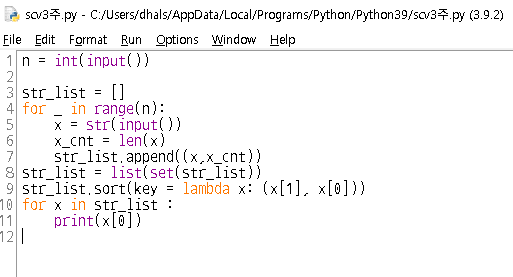 scv3주.py - C:/Users/dhals/AppData/Local/Programs/Python/Python39/scv3주.py (3.9.2)
File Edit Format Run Options Window Help
1 n = int(input())
2
3 str_list = []
4 for _ in range(n):
5     x = str(input())
6     x_cnt = len(x)
7     str_list.append((x,x_cnt))
8 str_list = list(set(str_list))
9 str_list.sort(key = lambda x: (x[1], x[0]))
10 for x in str_list :
11     print(x[0])
12